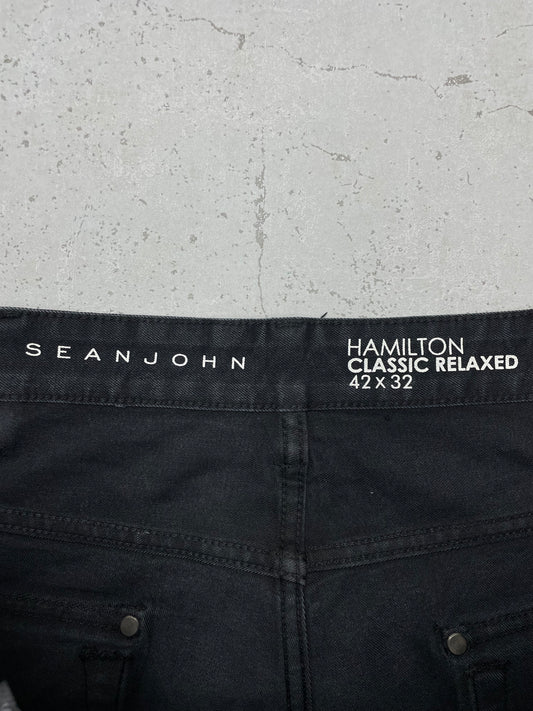 SEANJOHN
HAMILTON
CLASSIC RELAXED
42 x 32